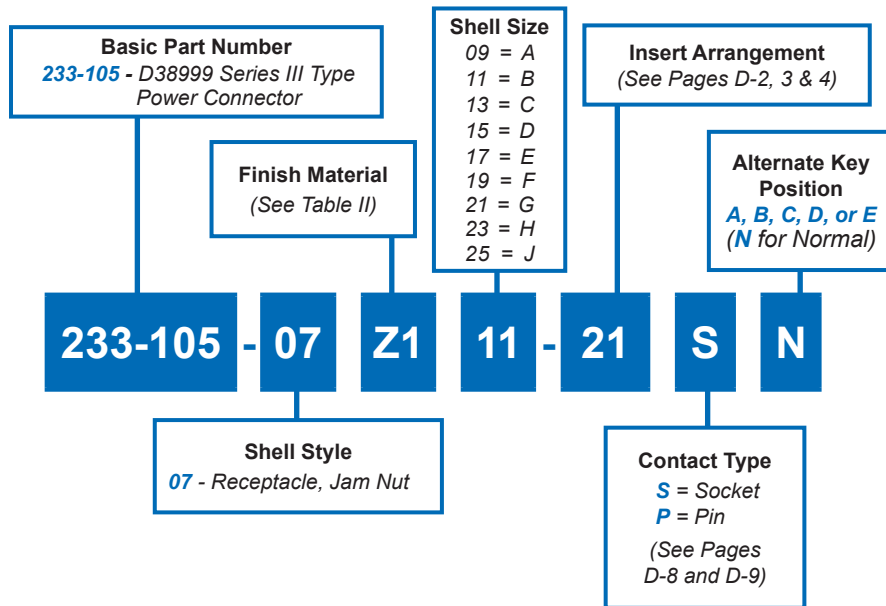 Basic Part Number
233-105 - D38999 Series III Type
Power Connector
Finish Material
(See Table II)
Shell Size
09 = A
11 = B
13 = C
15 = D
17 = E
19 = F
21 = G
23 = H
25 = J
Insert Arrangement
(See Pages D-2, 3 & 4)
Alternate Key
Position
A, B, C, D, or E
(N for Normal)
233-105 - 07 Z1 11 - 21 S N
Shell Style
07 - Receptacle, Jam Nut
Contact Type
S = Socket
P = Pin
(See Pages
D-8 and D-9)